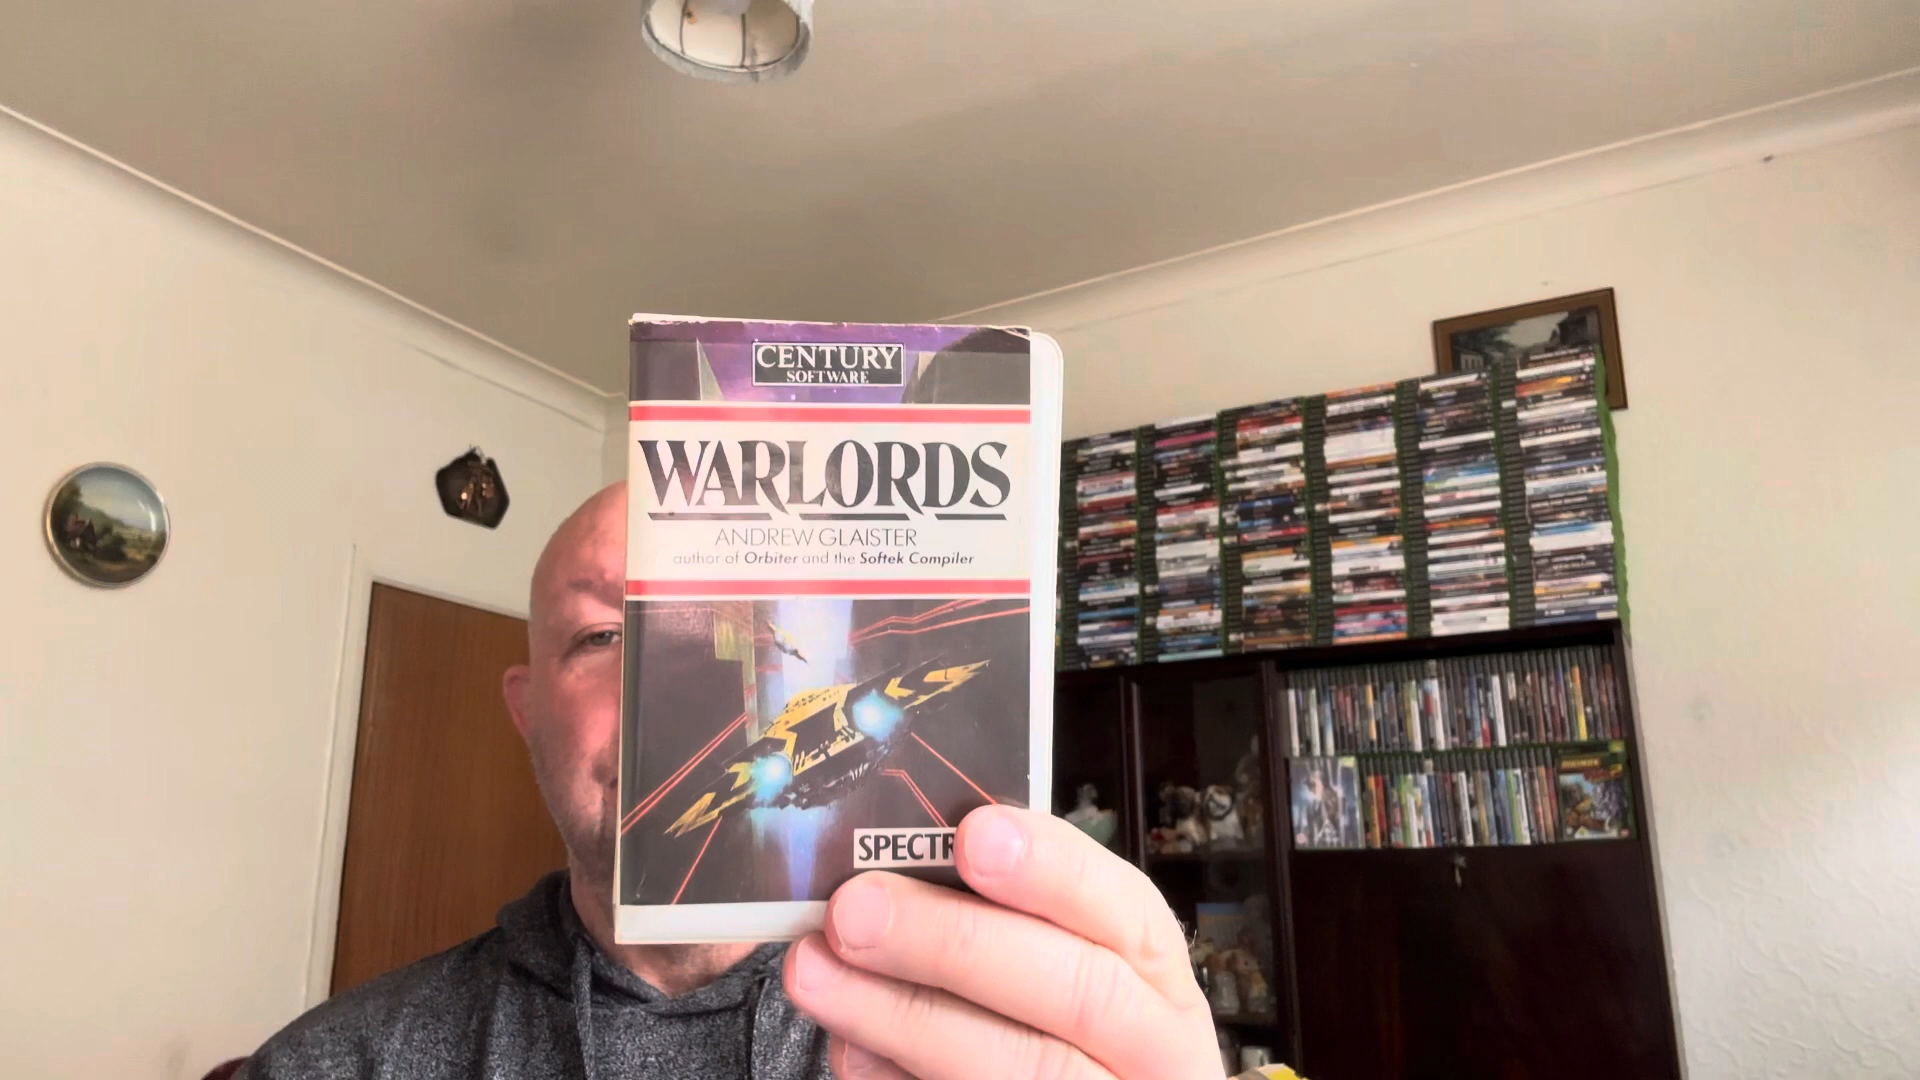 CENTURY
SOFTWARE
WARLORDS
ANDREW GLAISTER
author of Orbiter and the Softek Compiler
SPECTR